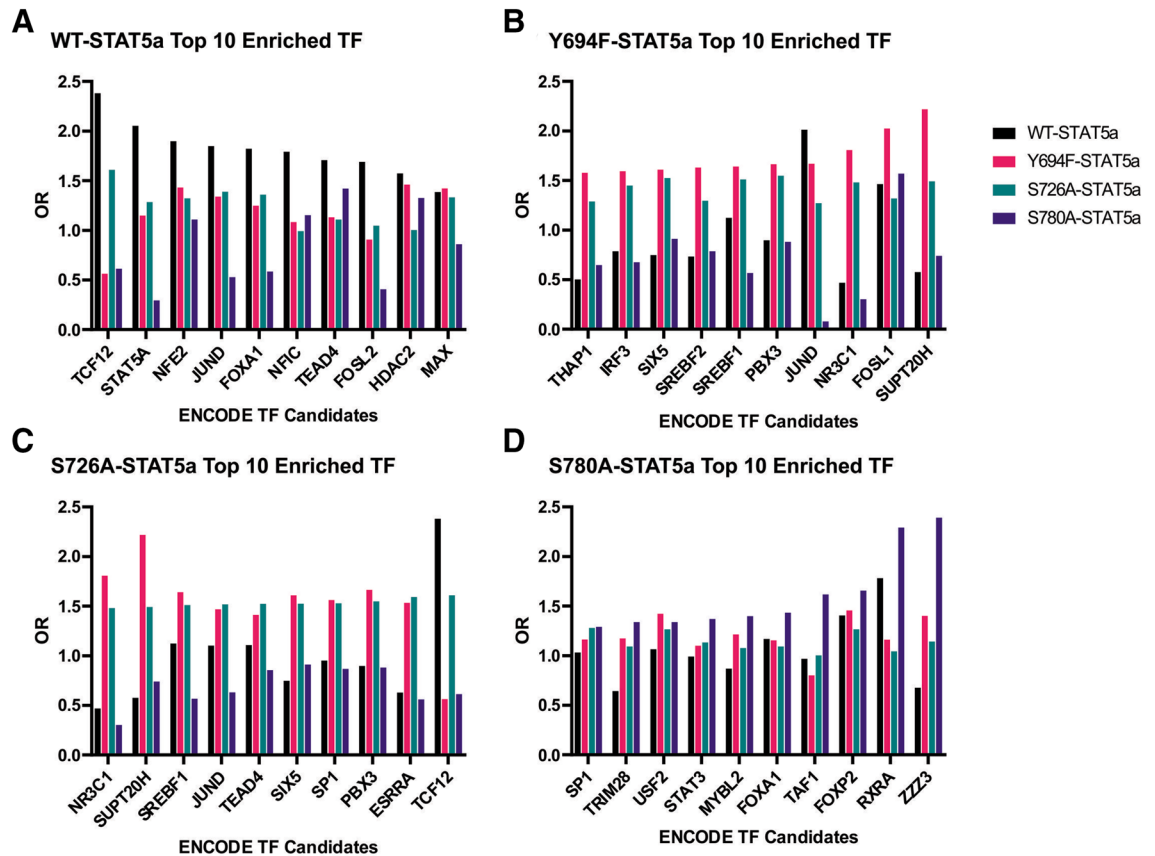 A
WT-STAT5a Top 10 Enriched TF
OR
2.5
2.0
1.5
1.0
0.5
0.0
TCF12
STAT5A
NFE2
JUND
FOXA1
NFIC
TEAD4
FOSL2
HDAC2
MAX
ENCODE TF Candidates
B
Y694F-STAT5a Top 10 Enriched TF
OR
2.5
2.0
1.5
1.0
0.5
0.0
THAP1
IRF3
SIX5
SREBF2
SREBF1
PBX3
JUND
NR3C1
FOSL1
SUPT20H
ENCODE TF Candidates
WT-STAT5a
Y694F-STAT5a
S726A-STAT5a
S780A-STAT5a
C
S726A-STAT5a Top 10 Enriched TF
OR
2.5
2.0
1.5
1.0
0.5
0.0
NR3C1
SUPT20H
SREBF1
JUND
TEAD4
SIX5
SP1
PBX3
ESRRA
TCF12
ENCODE TF Candidates
D
S780A-STAT5a Top 10 Enriched TF
OR
2.5
2.0
1.5
1.0
0.5
0.0
SP1
TRIM28
USF2
STAT3
MYBL2
FOXA1
TAF1
FOXP2
RXRA
ZZZ3
ENCODE TF Candidates